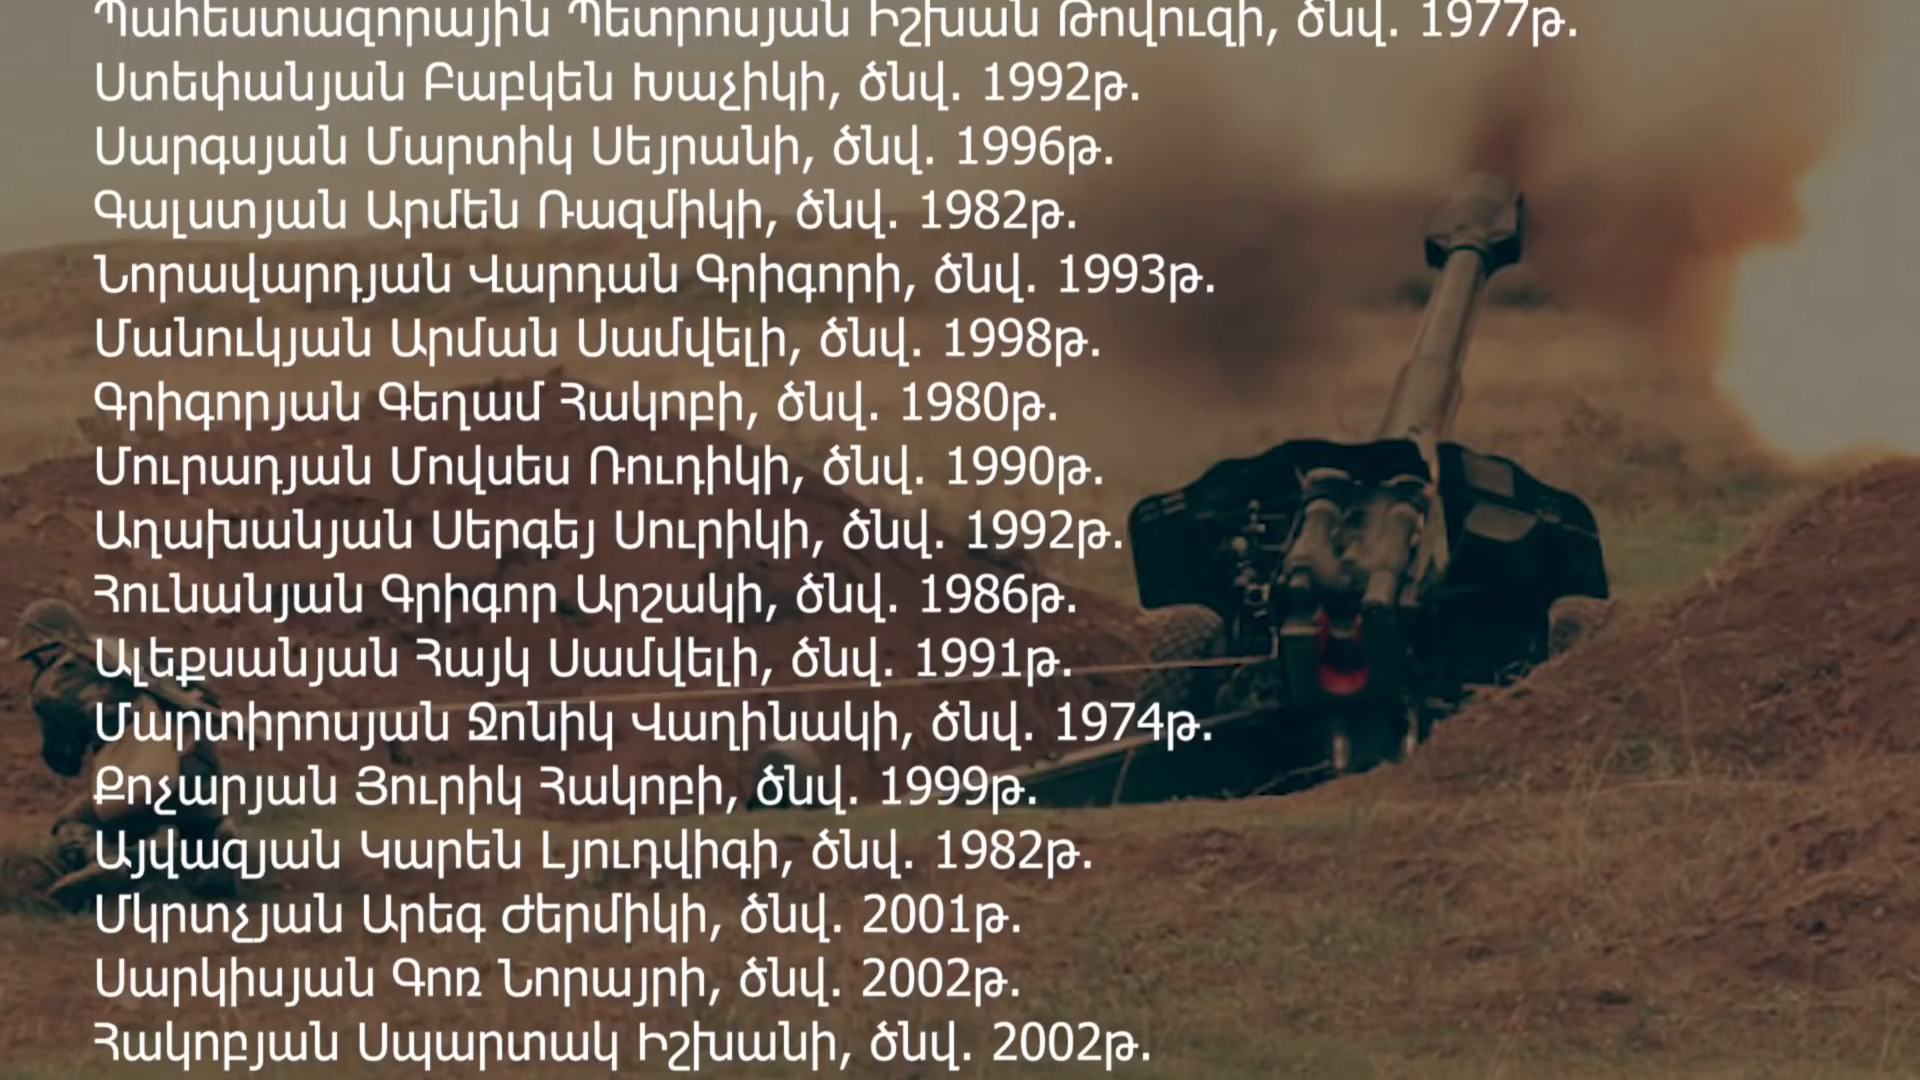 Պահեստազորային Պետրոսյան Իշխան Թովուզի, ծնվ. 1977թ.
Ստեփանյան Բաբկեն Խաչիկի, ծնվ. 1992թ.
Սարգսյան Մարտիկ Սեյրանի, ծնվ. 1996թ.
Գալստյան Արմեն Ռազմիկի, ծնվ. 1982թ.
Նորավարդյան Վարդան Գրիգորի, ծնվ. 1993թ.
Մանուկյան Արման Սամվելի, ծնվ. 1998թ.
Գրիգորյան Գեղամ Հակոբի, ծնվ. 1980թ.
Մուրադյան Մովսես Ռուդիկի, ծնվ. 1990թ.
Աղախանյան Սերգեյ Սուրիկի, ծնվ. 1992թ.
Հունանյան Գրիգոր Արշակի, ծնվ. 1986թ.
Ալեքսանյան Հայկ Սամվելի, ծնվ. 1991թ.
Մարտիրոսյան Ջոնիկ Վաղինակի, ծնվ. 1974թ.
Քոչարյան Յուրիկ Հակոբի, ծնվ. 1999թ.
Այվազյան Կարեն Լյուդվիգի, ծնվ. 1982թ.
Մկրտչյան Արեգ Ժերմիկի, ծնվ. 2001թ.
Սարկիսյան Գոռ Նորայրի, ծնվ. 2002թ.
Հակոբյան Սպարտակ Իշխանի, ծնվ. 2002թ.